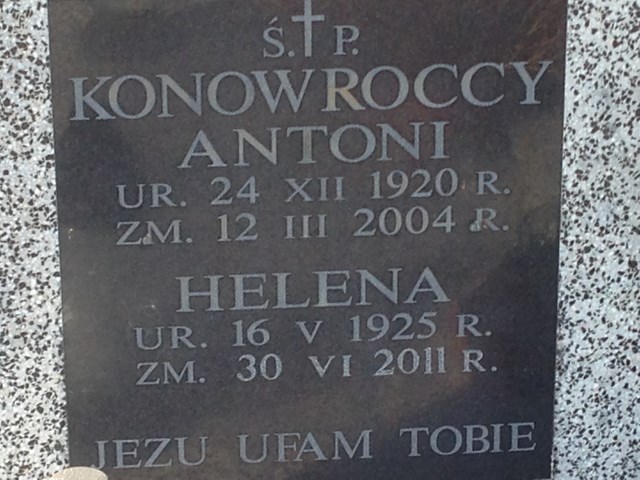 Ś. P.
KONOWROCCY
ANTONI
UR. 24 XII 1920 R.
ZM. 12 III 2004 R.
HELENA
UR. 16 V 1925 R.
ZM. 30 VI 2011 R.
JEZU UFAM TOBIE